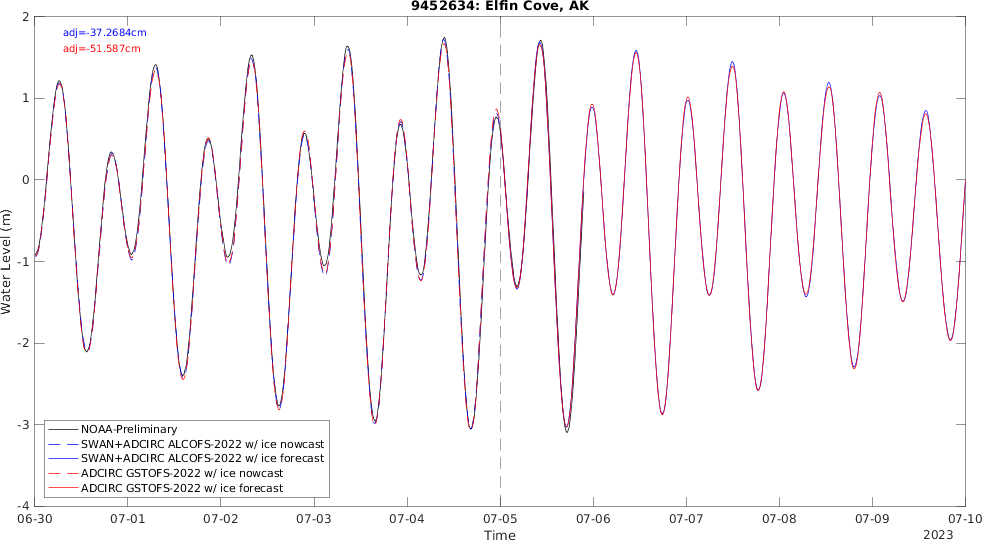 9452634: Elfin Cove, AK
adj=-37.2684cm
adj=-51.587cm
2
1
0
-1
-2
-3
-4
Water Level (m)
NOAA-Preliminary
SWAN+ADCIRC ALCOFS-2022 w/ ice nowcast
SWAN+ADCIRC ALCOFS-2022 w/ ice forecast
ADCIRC GSTOFS-2022 w/ ice nowcast
ADCIRC GSTOFS-2022 w/ ice forecast
06-30 07-01 07-02 07-03 07-04 07-05 07-06 07-07 07-08 07-09 07-10
Time
2023